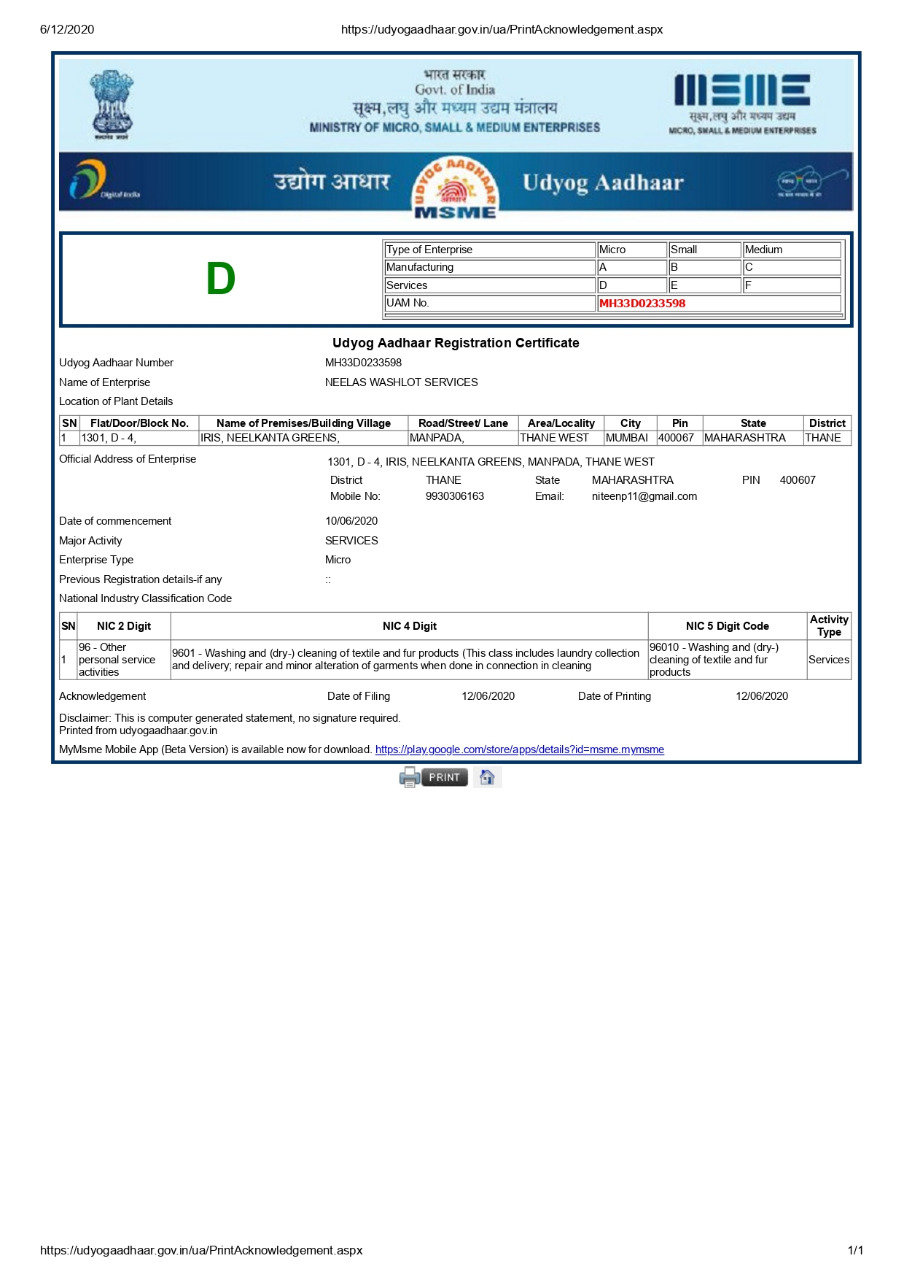 6/12/2020 https://udyogaadhaar.gov.in/ua/PrintAcknowledgement.aspx
भारत सरकार
Govt. of India
सूक्ष्म,लघु और मध्यम उद्यम मंत्रालय
MINISTRY OF MICRO, SMALL & MEDIUM ENTERPRISES
सत्यमेव जयते
MSME
सूक्ष्म, लघु और मध्यम उद्यम
MICRO, SMALL & MEDIUM ENTERPRISES
Digital India
उद्योग आधार
UDYOG AADHAAR
आधार
MSME
Udyog Aadhaar
D
Type of Enterprise Micro Small Medium
Manufacturing A B C
Services D E F
UAM No. MH33D0233598
Udyog Aadhaar Registration Certificate
Udyog Aadhaar Number MH33D0233598
Name of Enterprise NEELAS WASHLOT SERVICES
Location of Plant Details
SN Flat/Door/Block No. Name of Premises/Building Village Road/Street/ Lane Area/Locality City Pin State District
1 1301, D - 4, IRIS, NEELKANTA GREENS, MANPADA, THANE WEST MUMBAI 400067 MAHARASHTRA THANE
Official Address of Enterprise 1301, D - 4, IRIS, NEELKANTA GREENS, MANPADA, THANE WEST
District THANE State MAHARASHTRA PIN 400607
Mobile No: 9930306163 Email: niteenp11@gmail.com
Date of commencement 10/06/2020
Major Activity SERVICES
Enterprise Type Micro
Previous Registration details-if any ::
National Industry Classification Code
SN NIC 2 Digit NIC 4 Digit NIC 5 Digit Code Activity Type
1 96 - Other personal service activities 9601 - Washing and (dry-) cleaning of textile and fur products (This class includes laundry collection and delivery; repair and minor alteration of garments when done in connection in cleaning 96010 - Washing and (dry-) cleaning of textile and fur products Services
Acknowledgement Date of Filing 12/06/2020 Date of Printing 12/06/2020
Disclaimer: This is computer generated statement, no signature required.
Printed from udyogaadhaar.gov.in
MyMsme Mobile App (Beta Version) is available now for download. https://play.google.com/store/apps/details?id=msme.mymsme
PRINT
https://udyogaadhaar.gov.in/ua/PrintAcknowledgement.aspx 1/1